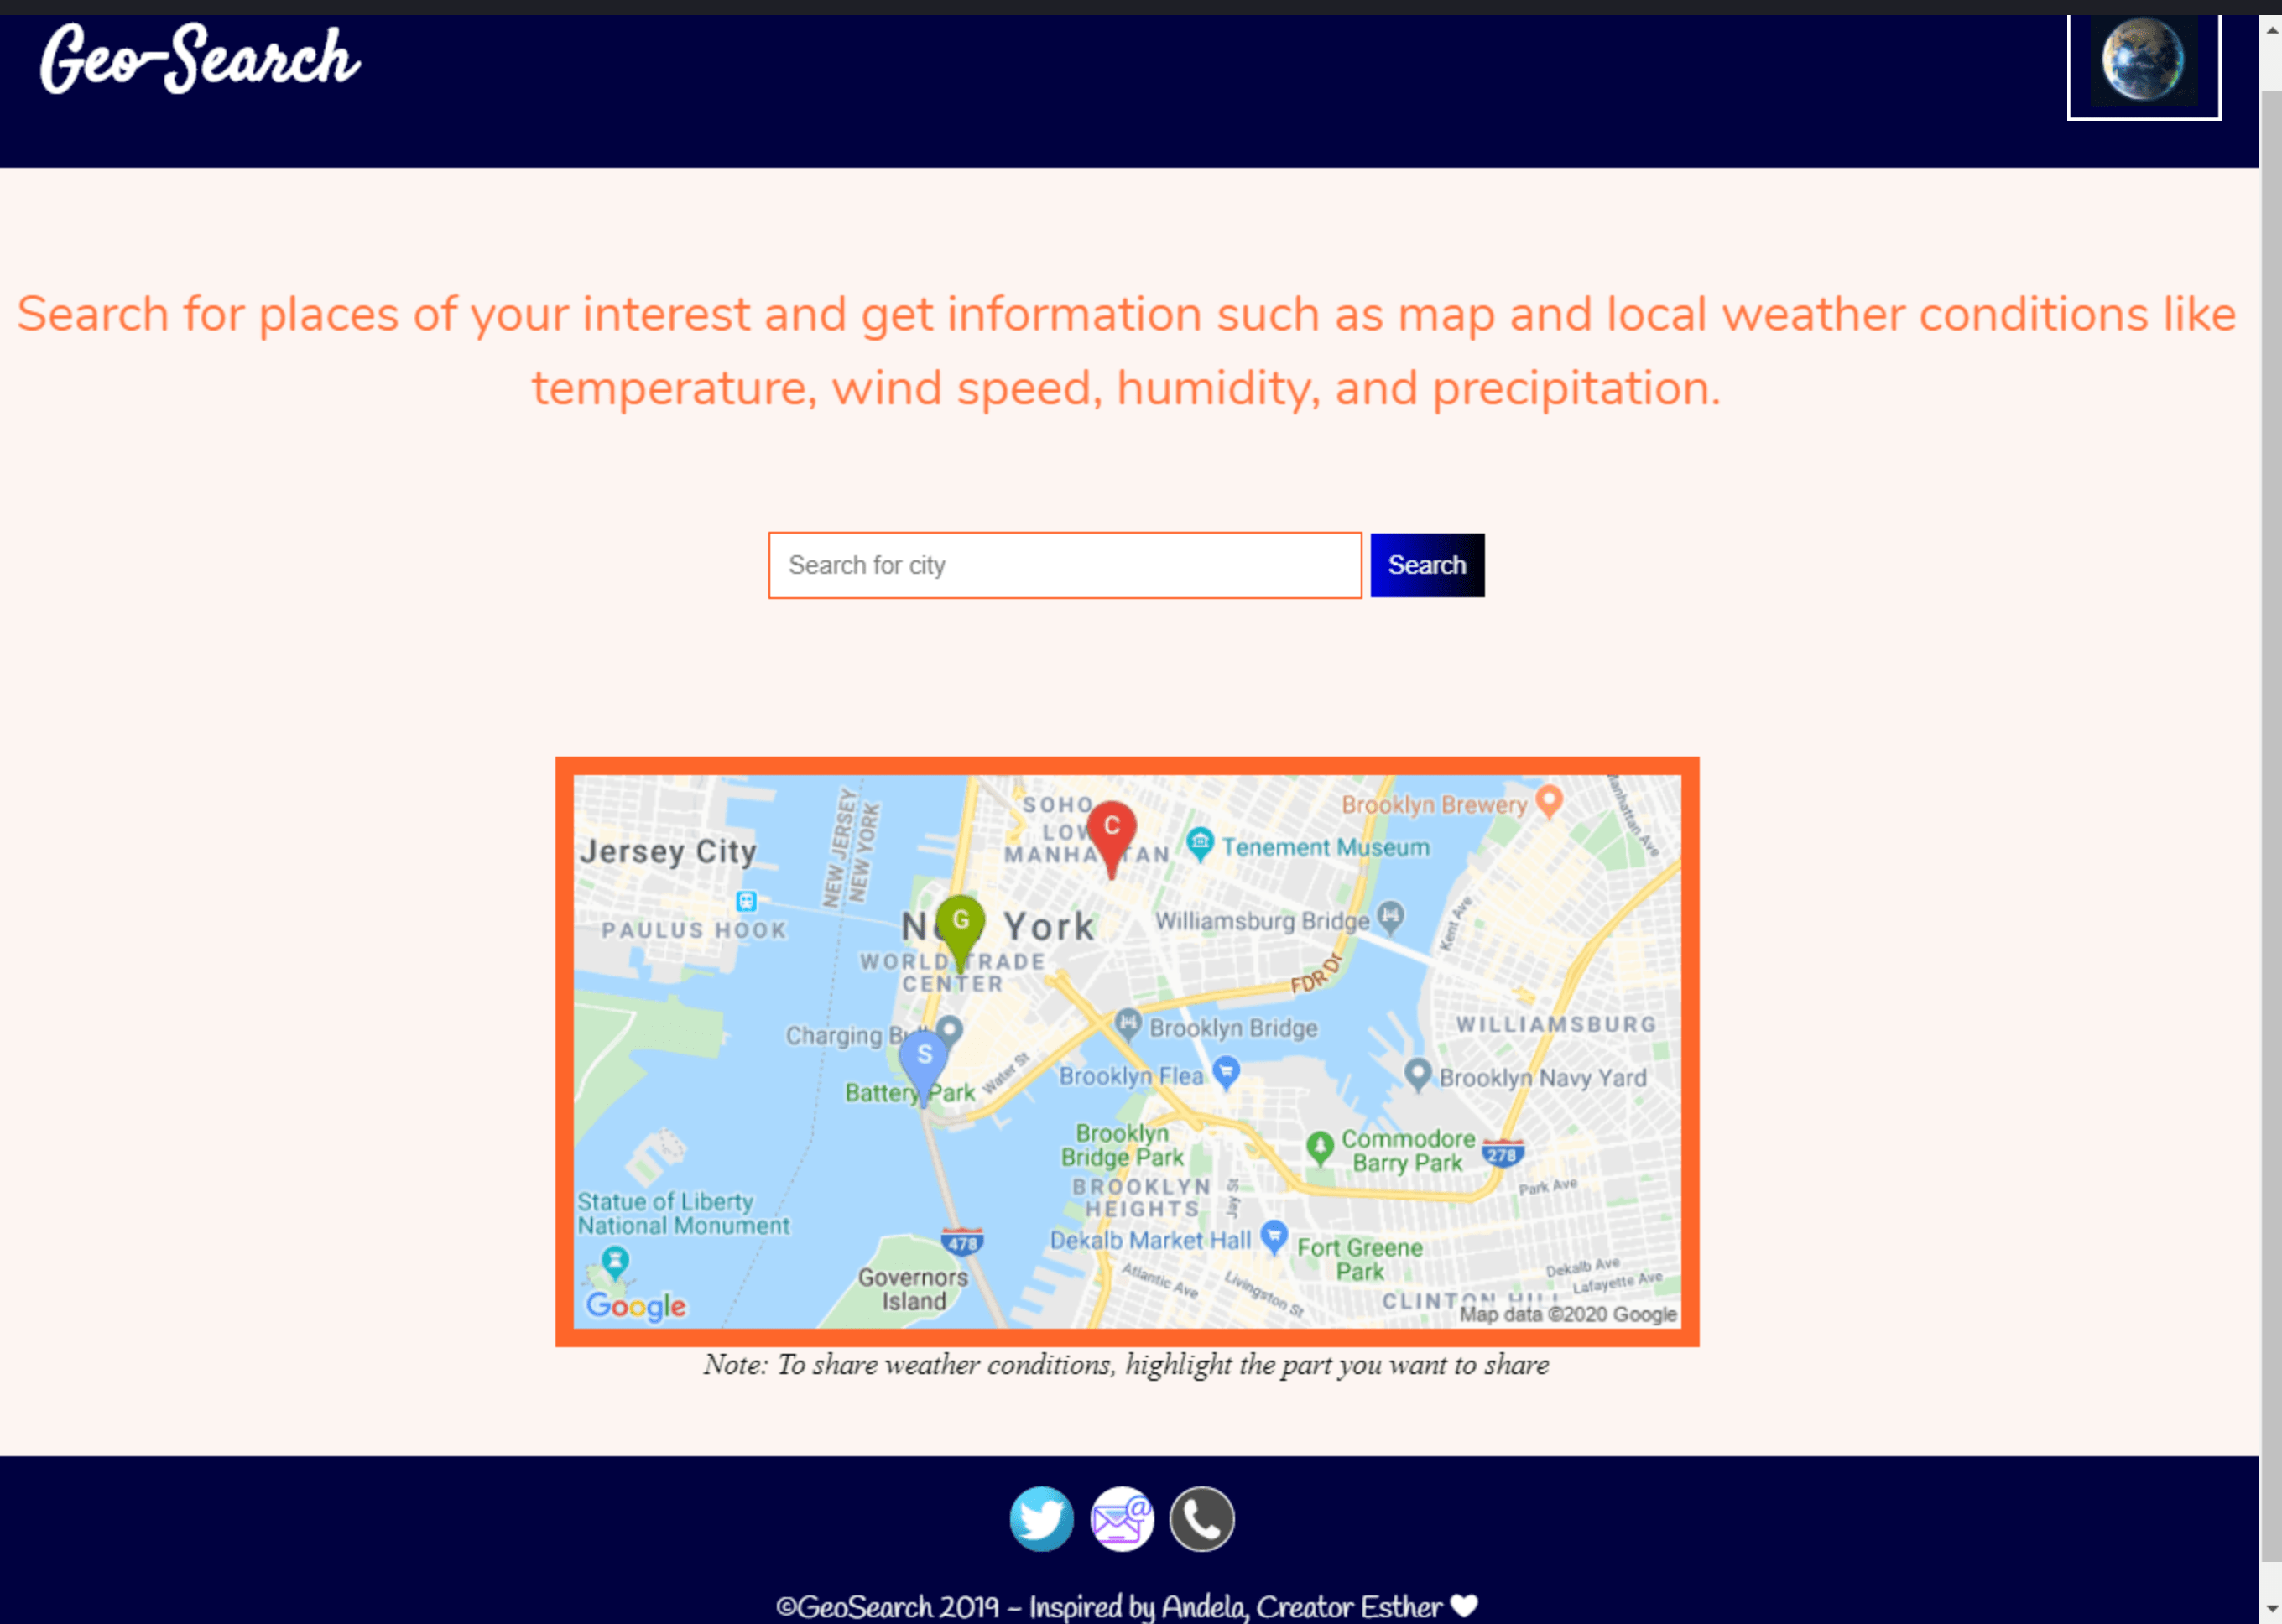 Geo-Search
Search for places of your interest and get information such as map and local weather conditions like
temperature, wind speed, humidity, and precipitation.
Search for city
Search
SOHO
Brooklyn Brewery
Manhattan Ave
C
LOW
MANHATTAN
Tenement Museum
Jersey City
NEW JERSEY
NEW YORK
PAULUS HOOK
G
New York
Williamsburg Bridge
Kent Ave
WORLD TRADE
CENTER
FDR Dr
Charging Bull
Brooklyn Bridge
WILLIAMSBURG
S
Battery Park
Water St
Brooklyn Flea
Brooklyn Navy Yard
Brooklyn
Bridge Park
Commodore
Barry Park
278
BROOKLYN
HEIGHTS
Jay St
Park Ave
Statue of Liberty
National Monument
478
Dekalb Market Hall
Fort Greene
Park
Governors
Island
Atlantic Ave
Livingston St
Dekalb Ave
Lafayette Ave
CLINTON HILL
Google
Map data ©2020 Google
Note: To share weather conditions, highlight the part you want to share
©GeoSearch 2019 - Inspired by Andela, Creator Esther